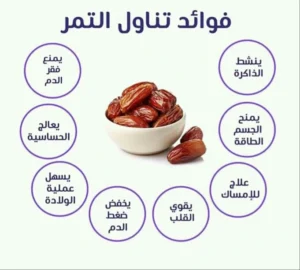 فوائد تناول التمر
ينشط
الذاكرة
يمنح
الجسم
الطاقة
علاج
للإمساك
يقوي
القلب
يخفض
ضغط
الدم
يسهل
عملية
الولادة
يعالج
الحساسية
يمنع
فقر
الدم